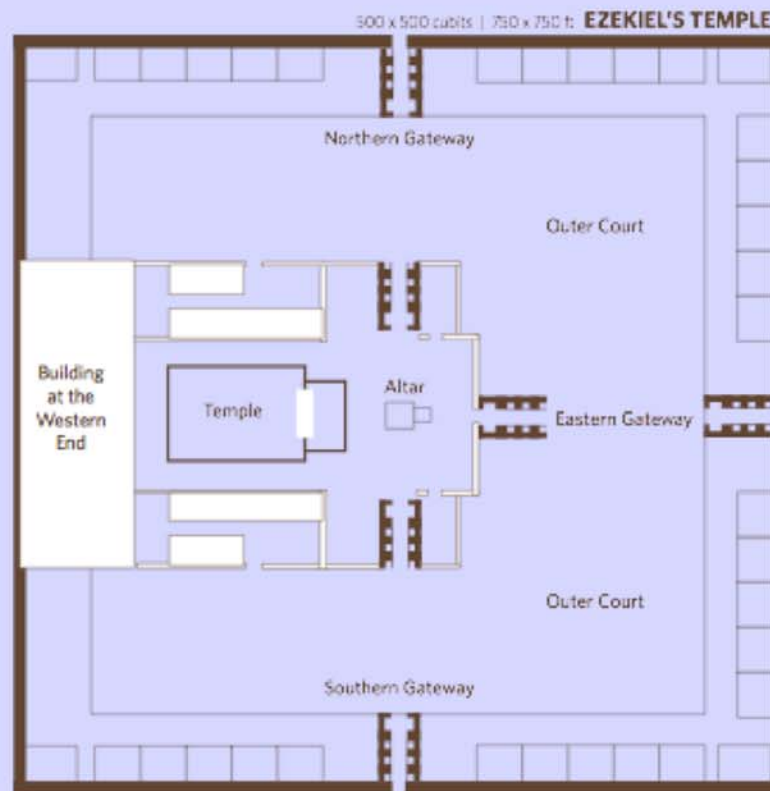 500 x 500 cubits | 750 x 750 ft EZEKIEL'S TEMPLE
Northern Gateway
Outer Court
Building
at the
Western
End
Temple
Altar
Eastern Gateway
Outer Court
Southern Gateway